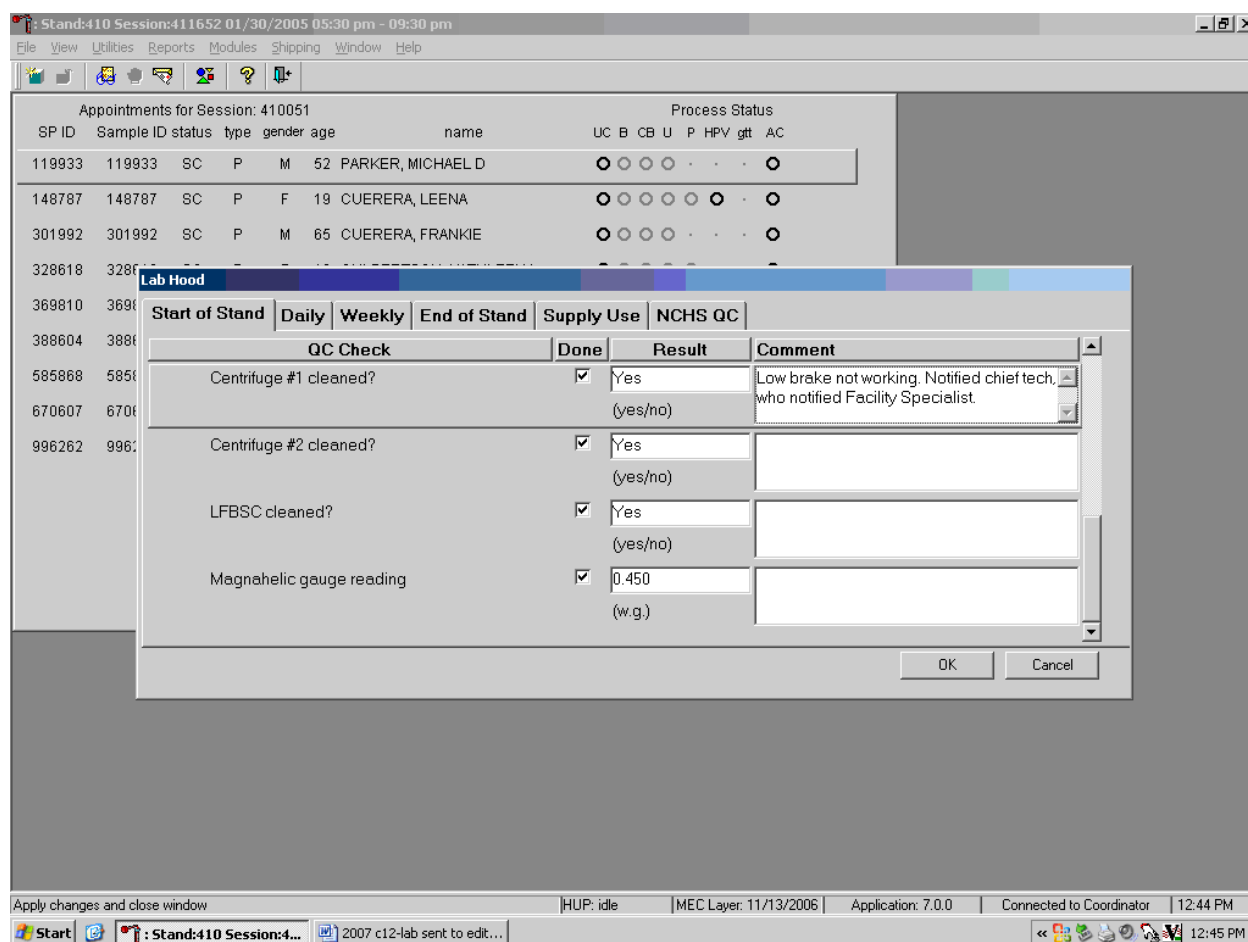 : Stand:410 Session:411652 01/30/2005 05:30 pm - 09:30 pm
File View Utilities Reports Modules Shipping Window Help
Appointments for Session: 410051 Process Status
SP ID Sample ID status type gender age name UC B CB U P HPV gtt AC
119933 119933 SC P M 52 PARKER, MICHAEL D
148787 148787 SC P F 19 CUERERA, LEENA
301992 301992 SC P M 65 CUERERA, FRANKIE
328618 328
Lab Hood
369810 369
Start of Stand Daily Weekly End of Stand Supply Use NCHS QC
388604 388
QC Check Done Result Comment
585868 585
Centrifuge #1 cleaned? Yes Low brake not working. Notified chief tech,
who notified Facility Specialist.
670607 670
(yes/no)
996262 996
Centrifuge #2 cleaned? Yes
(yes/no)
LFBSC cleaned? Yes
(yes/no)
Magnahelic gauge reading 0.450
(w.g.)
OK Cancel
Apply changes and close window HUP: idle MEC Layer: 11/13/2006 Application: 7.0.0 Connected to Coordinator 12:44 PM
Start : Stand:410 Session:4... 2007 c12-lab sent to edit... « 12:45 PM